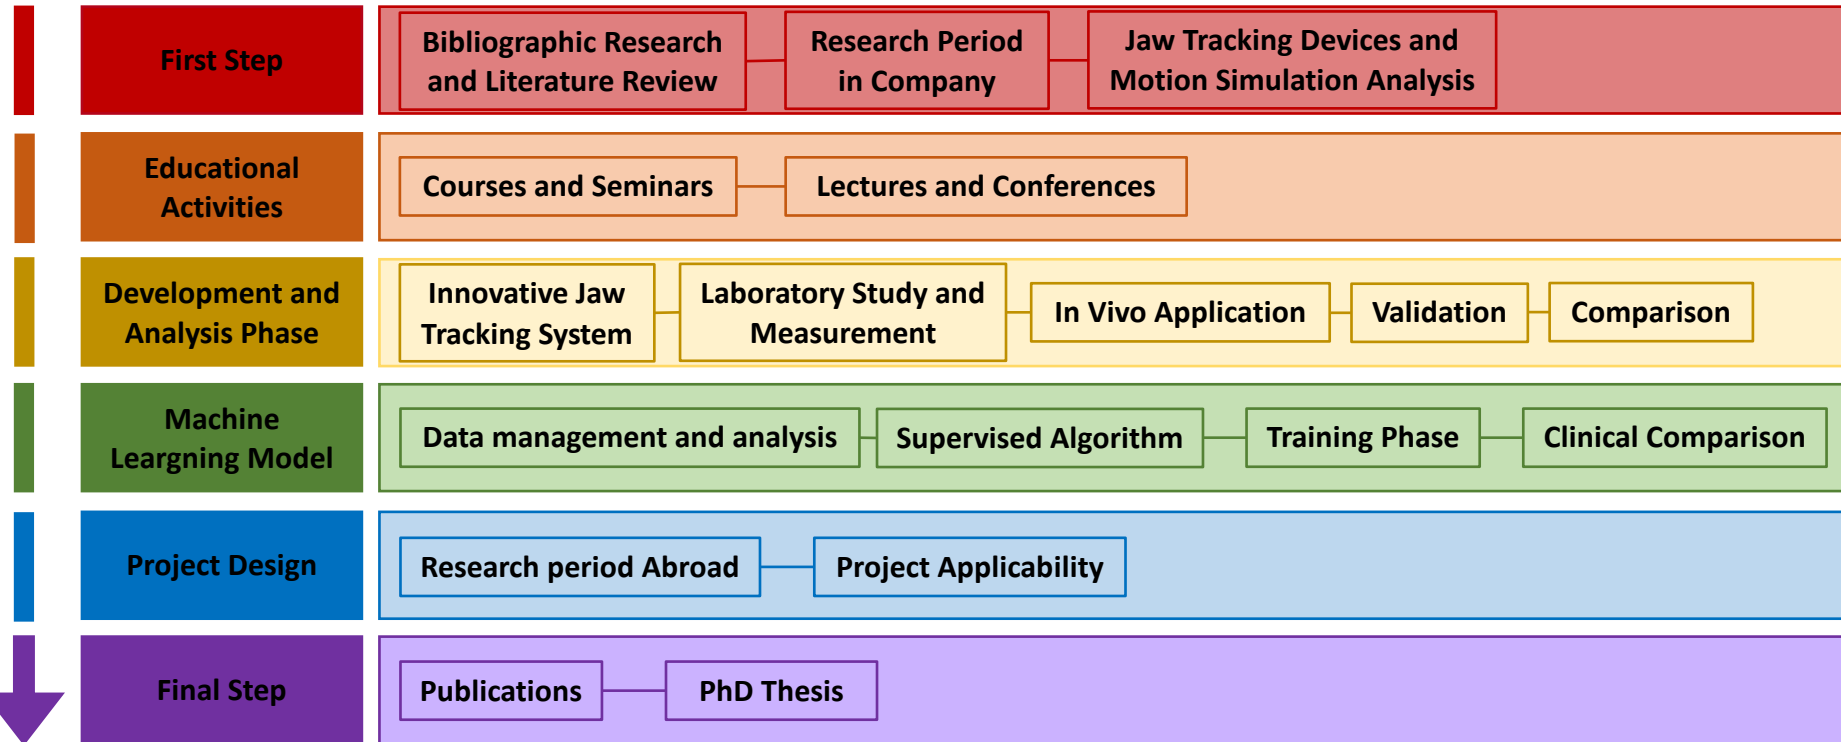 First Step
Bibliographic Research
and Literature Review
Research Period
in Company
Jaw Tracking Devices and
Motion Simulation Analysis
Educational
Activities
Courses and Seminars
Lectures and Conferences
Development and
Analysis Phase
Innovative Jaw
Tracking System
Laboratory Study and
Measurement
In Vivo Application
Validation
Comparison
Machine
Leargning Model
Data management and analysis
Supervised Algorithm
Training Phase
Clinical Comparison
Project Design
Research period Abroad
Project Applicability
Final Step
Publications
PhD Thesis